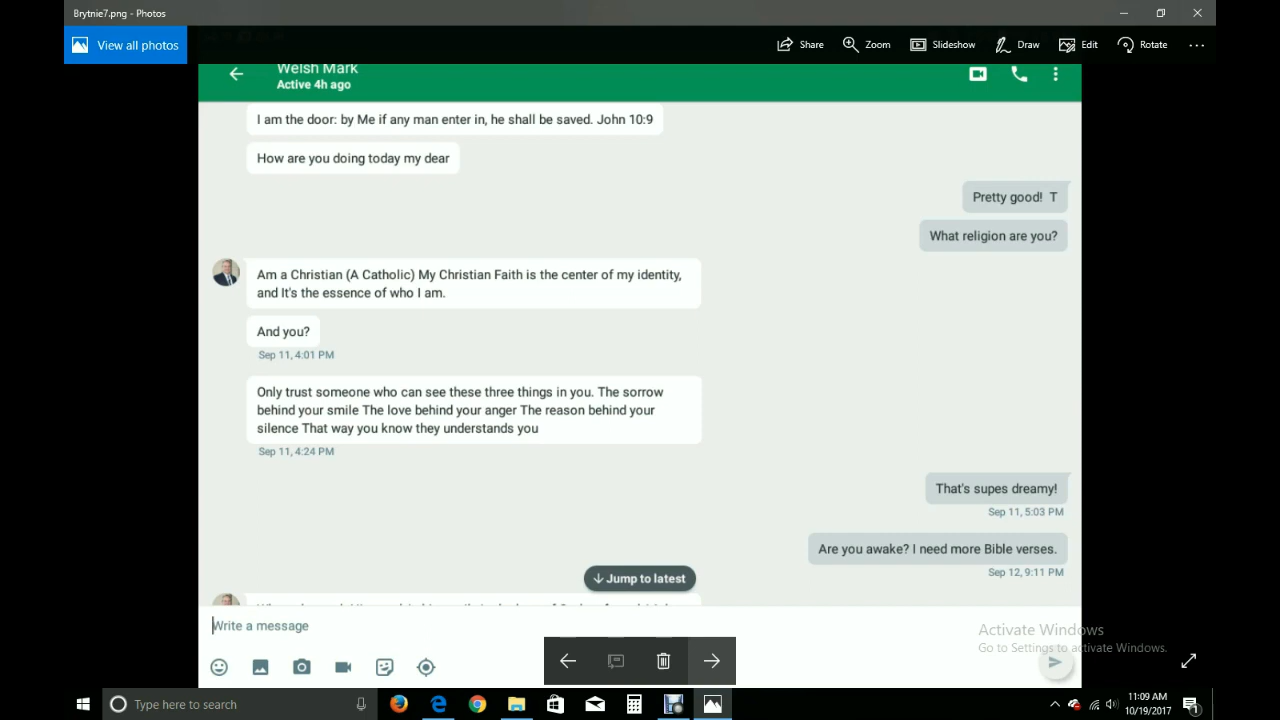 Brytnie7.png - Photos
View all photos
Share
Zoom
Slideshow
Draw
Edit
Rotate
Welsh Mark
Active 4h ago
I am the door: by Me if any man enter in, he shall be saved. John 10:9
How are you doing today my dear
Pretty good!  T
What religion are you?
Am a Christian (A Catholic) My Christian Faith is the center of my identity,
and It's the essence of who I am.
And you?
Sep 11, 4:01 PM
Only trust someone who can see these three things in you. The sorrow
behind your smile The love behind your anger The reason behind your
silence That way you know they understands you
Sep 11, 4:24 PM
That's supes dreamy!
Sep 11, 5:03 PM
Are you awake? I need more Bible verses.
Sep 12, 9:11 PM
Jump to latest
Write a message
Activate Windows
Go to Settings to activate Windows.
Type here to search
11:09 AM
10/19/2017
1